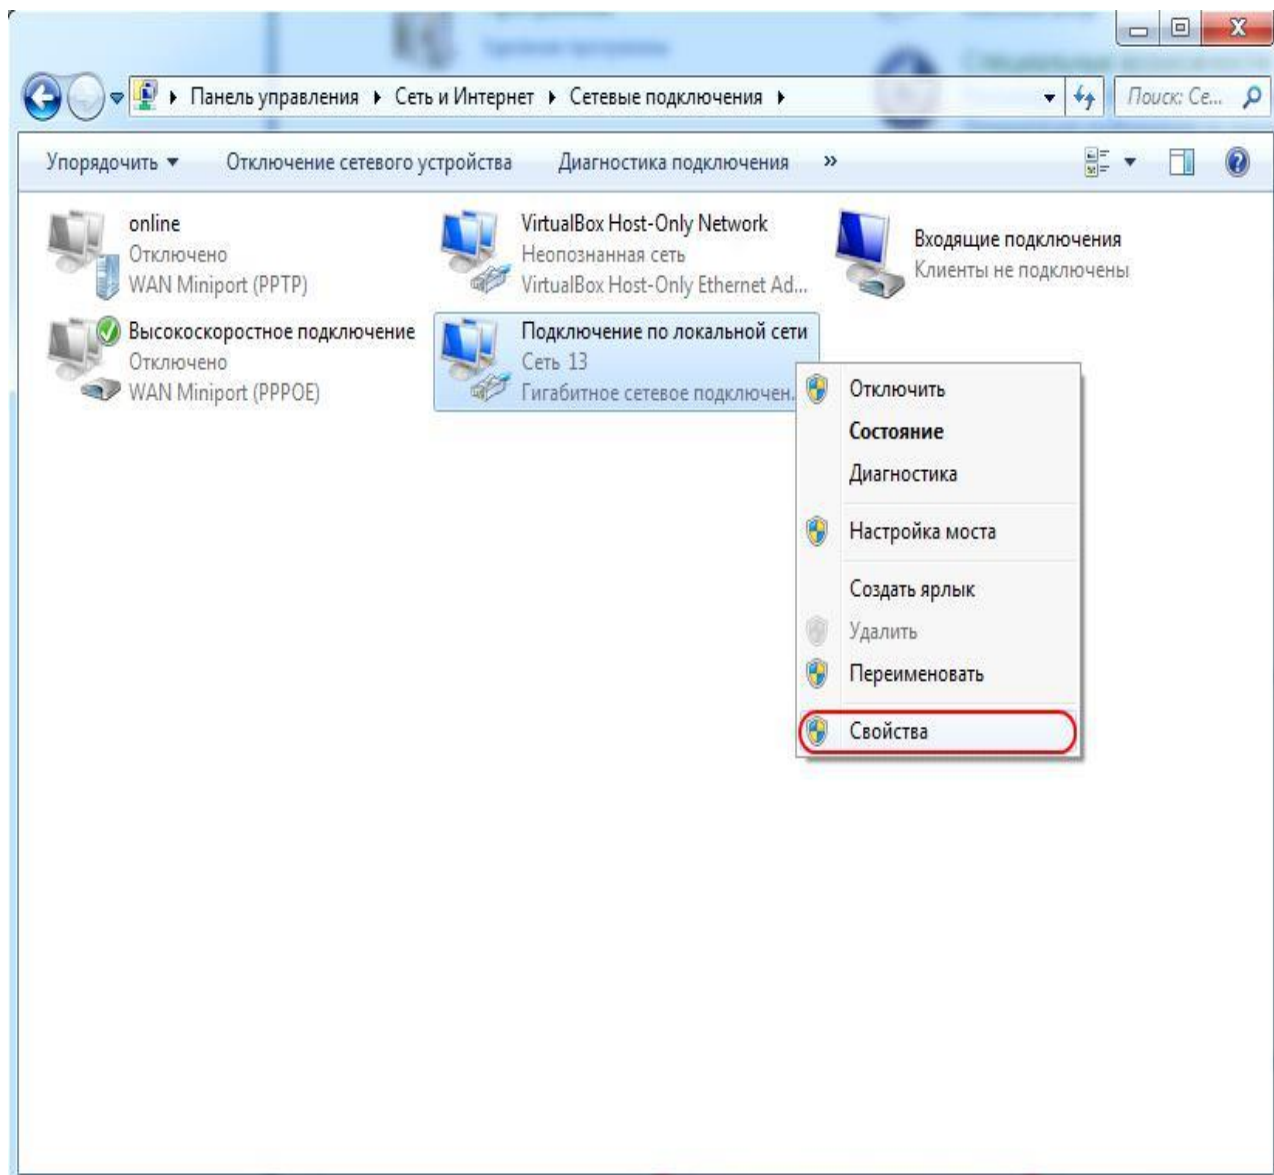 Панель управления
Сеть и Интернет
Сетевые подключения
Поиск: Се...
Упорядочить
Отключение сетевого устройства
Диагностика подключения
»
online
Отключено
WAN Miniport (PPTP)
VirtualBox Host-Only Network
Неопознанная сеть
VirtualBox Host-Only Ethernet Ad...
Входящие подключения
Клиенты не подключены
Высокоскоростное подключение
Отключено
WAN Miniport (PPPOE)
Подключение по локальной сети
Сеть 13
Гигабитное сетевое подключен...
Отключить
Состояние
Диагностика
Настройка моста
Создать ярлык
Удалить
Переименовать
Свойства